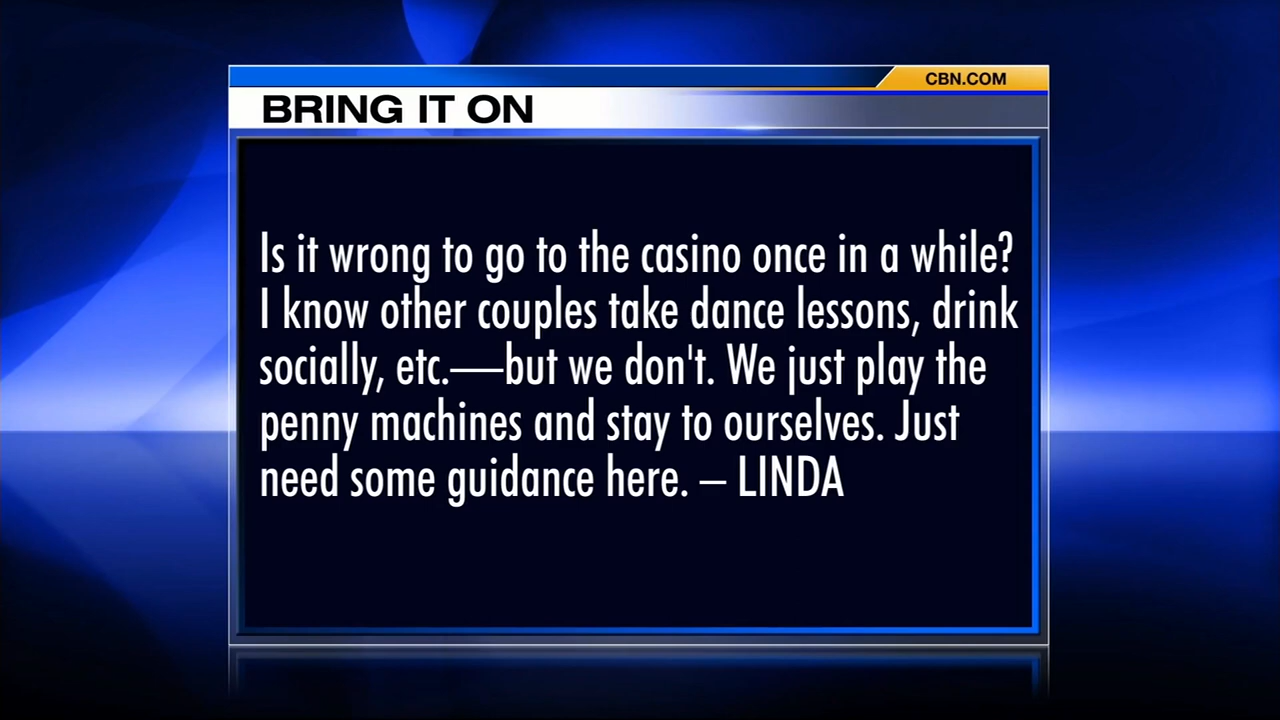 CBN.COM
BRING IT ON
Is it wrong to go to the casino once in a while?
I know other couples take dance lessons, drink
socially, etc.—but we don't. We just play the
penny machines and stay to ourselves. Just
need some guidance here. – LINDA